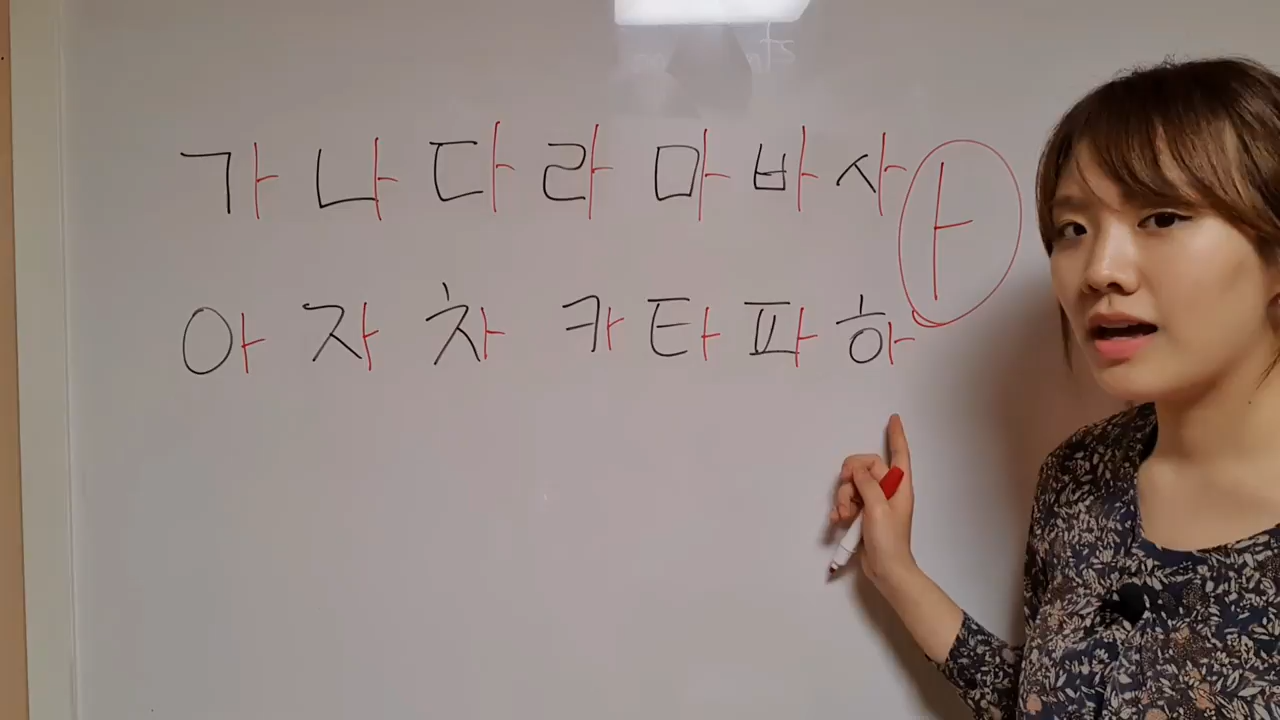 가 나 다 라 마 바 사 ㅏ
아 자 차 카 타 파 하